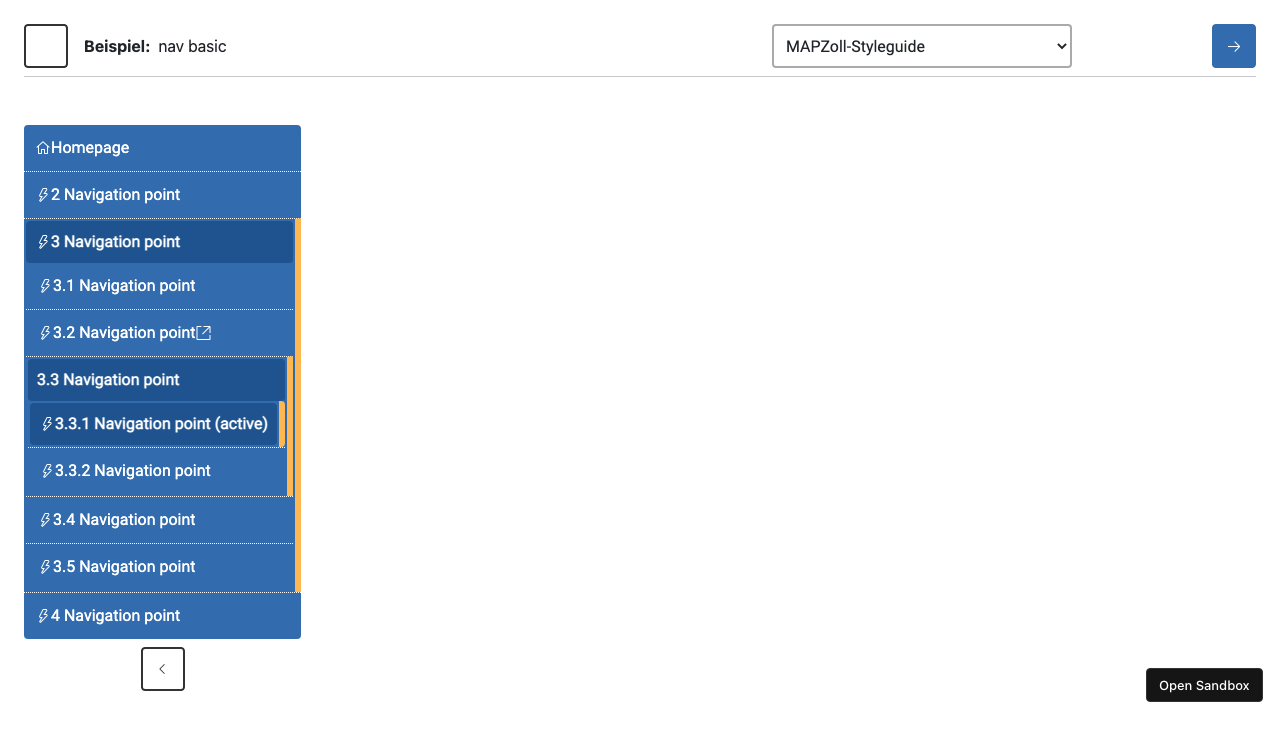 Beispiel: nav basic
MAPZoll-Styleguide
Homepage
2 Navigation point
3 Navigation point
3.1 Navigation point
3.2 Navigation point
3.3 Navigation point
3.3.1 Navigation point (active)
3.3.2 Navigation point
3.4 Navigation point
3.5 Navigation point
4 Navigation point
Open Sandbox